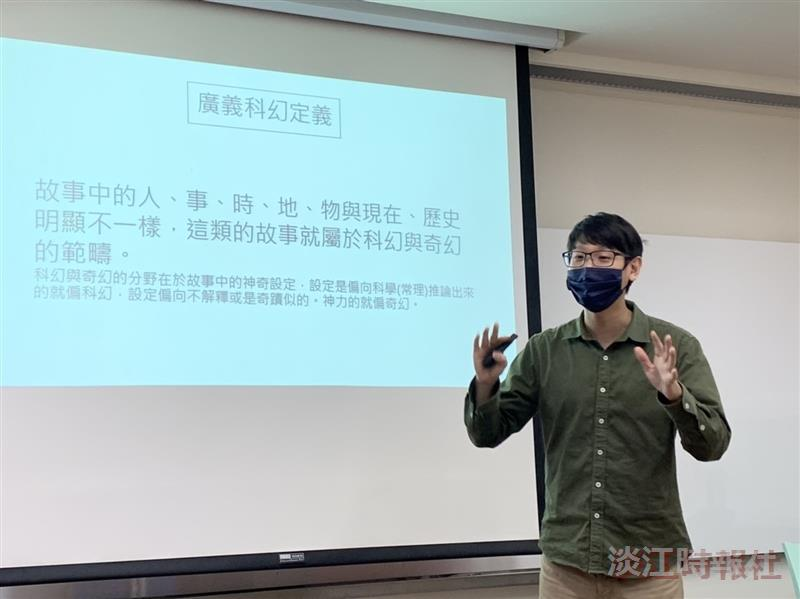 廣義科幻定義
故事中的人、事、時、地、物與現在、歷史
明顯不一�，這類的故事就屬於科幻與奇幻
的範疇。
科幻與奇幻的分野在於故事中的神奇設定，設定是偏向科學(常理)推論出來
的就偏科幻，設定偏向不解釋或是奇蹟似的。神力的就偏奇幻。
淡江時報社